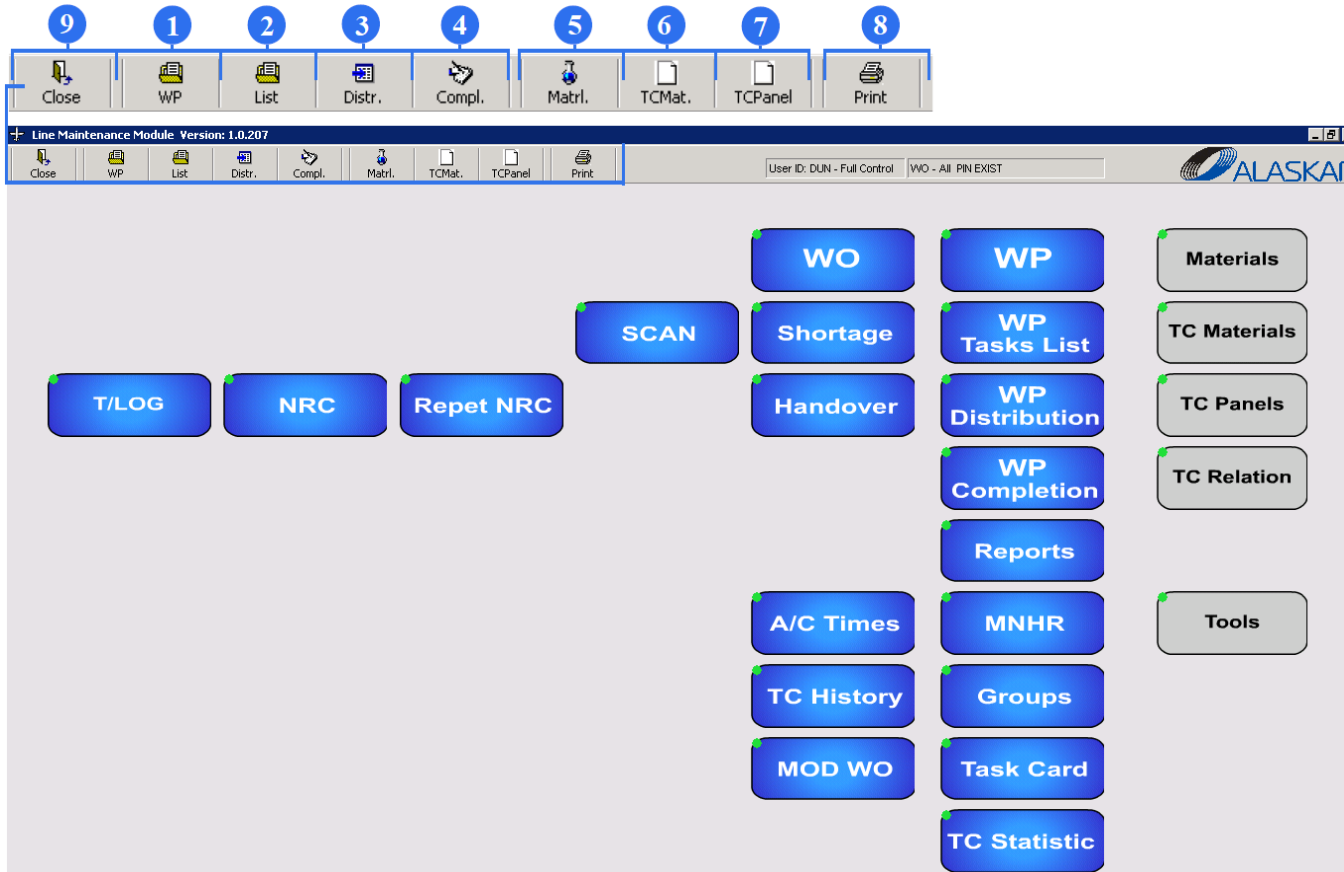 9 1 2 3 4 5 6 7 8
Close WP List Distr. Compl. Matrl. TCMat. TCPanel Print
Line Maintenance Module Version: 1.0.207
Close WP List Distr. Compl. Matrl. TCMat. TCPanel Print
User ID: DUN - Full Control WO - All PIN EXIST
ALASKAR
WO WP Materials
SCAN Shortage WP
Tasks List TC Materials
T/LOG NRC Repet NRC Handover WP
Distribution TC Panels
WP
Completion TC Relation
Reports
A/C Times MNHR Tools
TC History Groups
MOD WO Task Card
TC Statistic